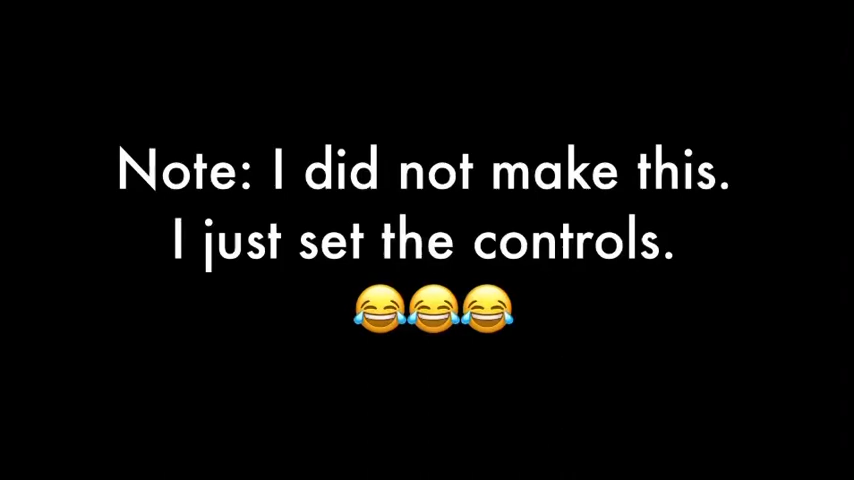 Note: I did not make this.
I just set the controls.
😂😂😂